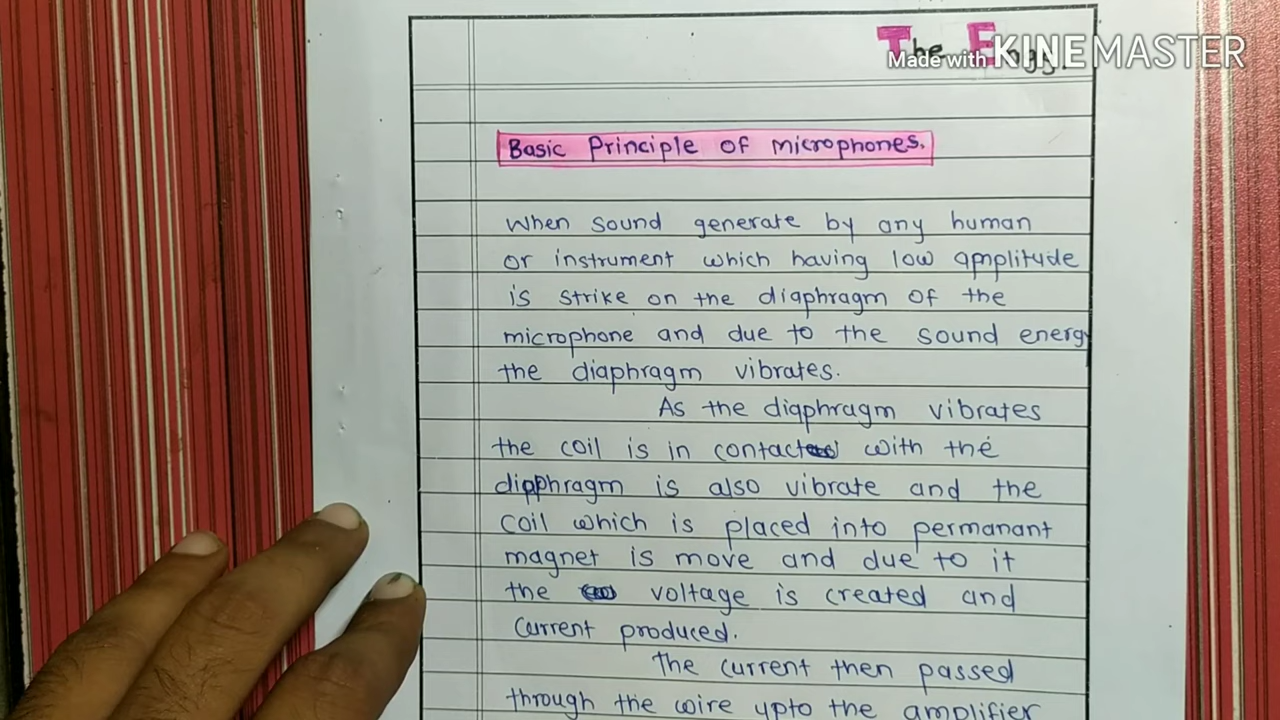 The Engg.
Made with KINEMASTER
Basic Principle of microphones.
When sound generate by any human
or instrument which having low amplitude
is strike on the diaphragm of the
microphone and due to the sound energy
the diaphragm vibrates.
As the diaphragm vibrates
the coil is in contact with the
diaphragm is also vibrate and the
coil which is placed into permanant
magnet is move and due to it
the voltage is created and
current produced.
The current then passed
through the wire upto the amplifier